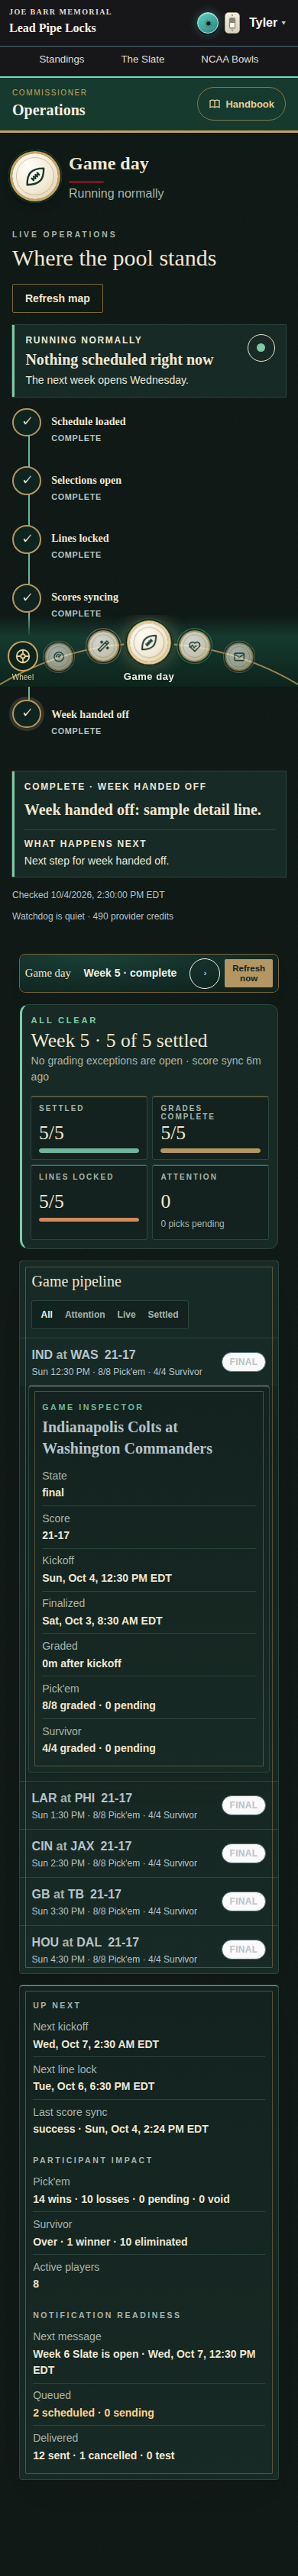 JOE BARR MEMORIAL
Lead Pipe Locks
Tyler
Standings
The Slate
NCAA Bowls
COMMISSIONER
Operations
Handbook
Game day
Running normally
LIVE OPERATIONS
Where the pool stands
Refresh map
RUNNING NORMALLY
Nothing scheduled right now
The next week opens Wednesday.
Schedule loaded
COMPLETE
Selections open
COMPLETE
Lines locked
COMPLETE
Scores syncing
COMPLETE
Wheel
Game day
Week handed off
COMPLETE
COMPLETE · WEEK HANDED OFF
Week handed off: sample detail line.
WHAT HAPPENS NEXT
Next step for week handed off.
Checked 10/4/2026, 2:30:00 PM EDT
Watchdog is quiet · 490 provider credits
Game day
Week 5 · complete
Refresh
now
ALL CLEAR
Week 5 · 5 of 5 settled
No grading exceptions are open · score sync 6m
ago
SETTLED
5/5
GRADES
COMPLETE
5/5
LINES LOCKED
5/5
ATTENTION
0
0 picks pending
Game pipeline
All
Attention
Live
Settled
IND at WAS 21-17
Sun 12:30 PM · 8/8 Pick'em · 4/4 Survivor
FINAL
GAME INSPECTOR
Indianapolis Colts at
Washington Commanders
State
final
Score
21-17
Kickoff
Sun, Oct 4, 12:30 PM EDT
Finalized
Sat, Oct 3, 8:30 AM EDT
Graded
0m after kickoff
Pick'em
8/8 graded · 0 pending
Survivor
4/4 graded · 0 pending
LAR at PHI 21-17
Sun 1:30 PM · 8/8 Pick'em · 4/4 Survivor
FINAL
CIN at JAX 21-17
Sun 2:30 PM · 8/8 Pick'em · 4/4 Survivor
FINAL
GB at TB 21-17
Sun 3:30 PM · 8/8 Pick'em · 4/4 Survivor
FINAL
HOU at DAL 21-17
Sun 4:30 PM · 8/8 Pick'em · 4/4 Survivor
FINAL
UP NEXT
Next kickoff
Wed, Oct 7, 2:30 AM EDT
Next line lock
Tue, Oct 6, 6:30 PM EDT
Last score sync
success · Sun, Oct 4, 2:24 PM EDT
PARTICIPANT IMPACT
Pick'em
14 wins · 10 losses · 0 pending · 0 void
Survivor
Over · 1 winner · 10 eliminated
Active players
8
NOTIFICATION READINESS
Next message
Week 6 Slate is open · Wed, Oct 7, 12:30 PM
EDT
Queued
2 scheduled · 0 sending
Delivered
12 sent · 1 cancelled · 0 test